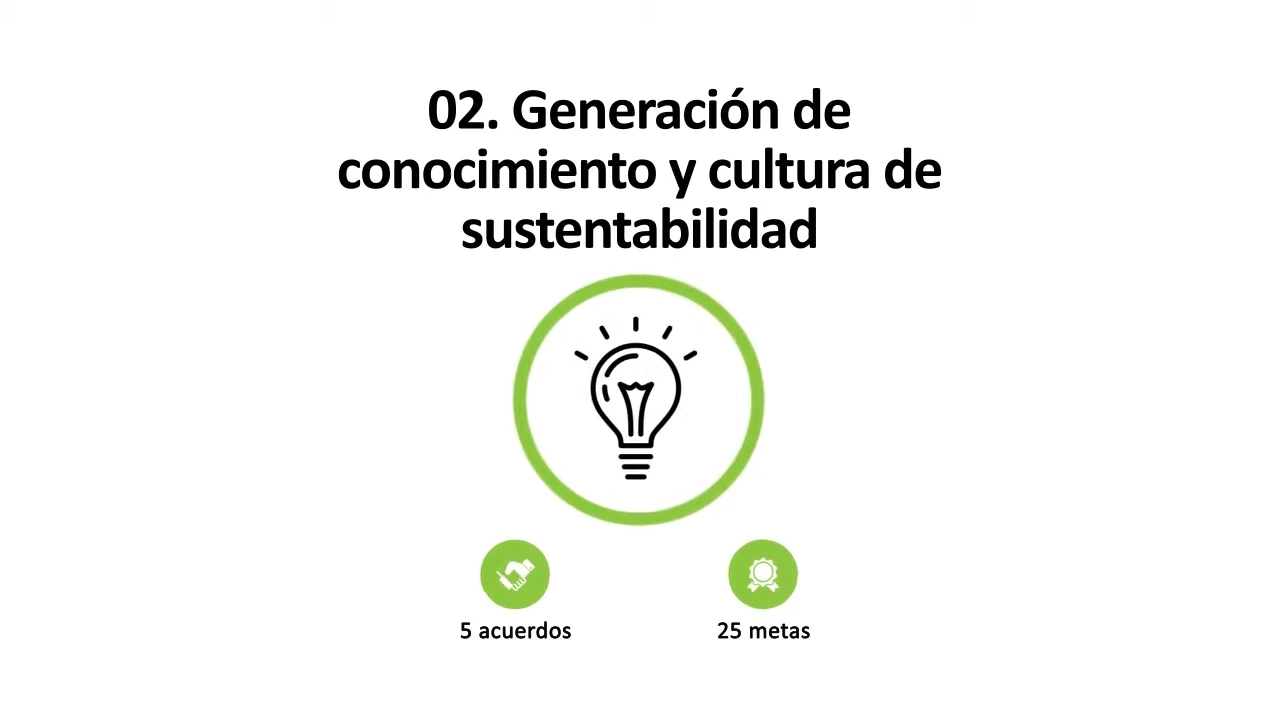 02. Generación de
conocimiento y cultura de
sustentabilidad
5 acuerdos
25 metas